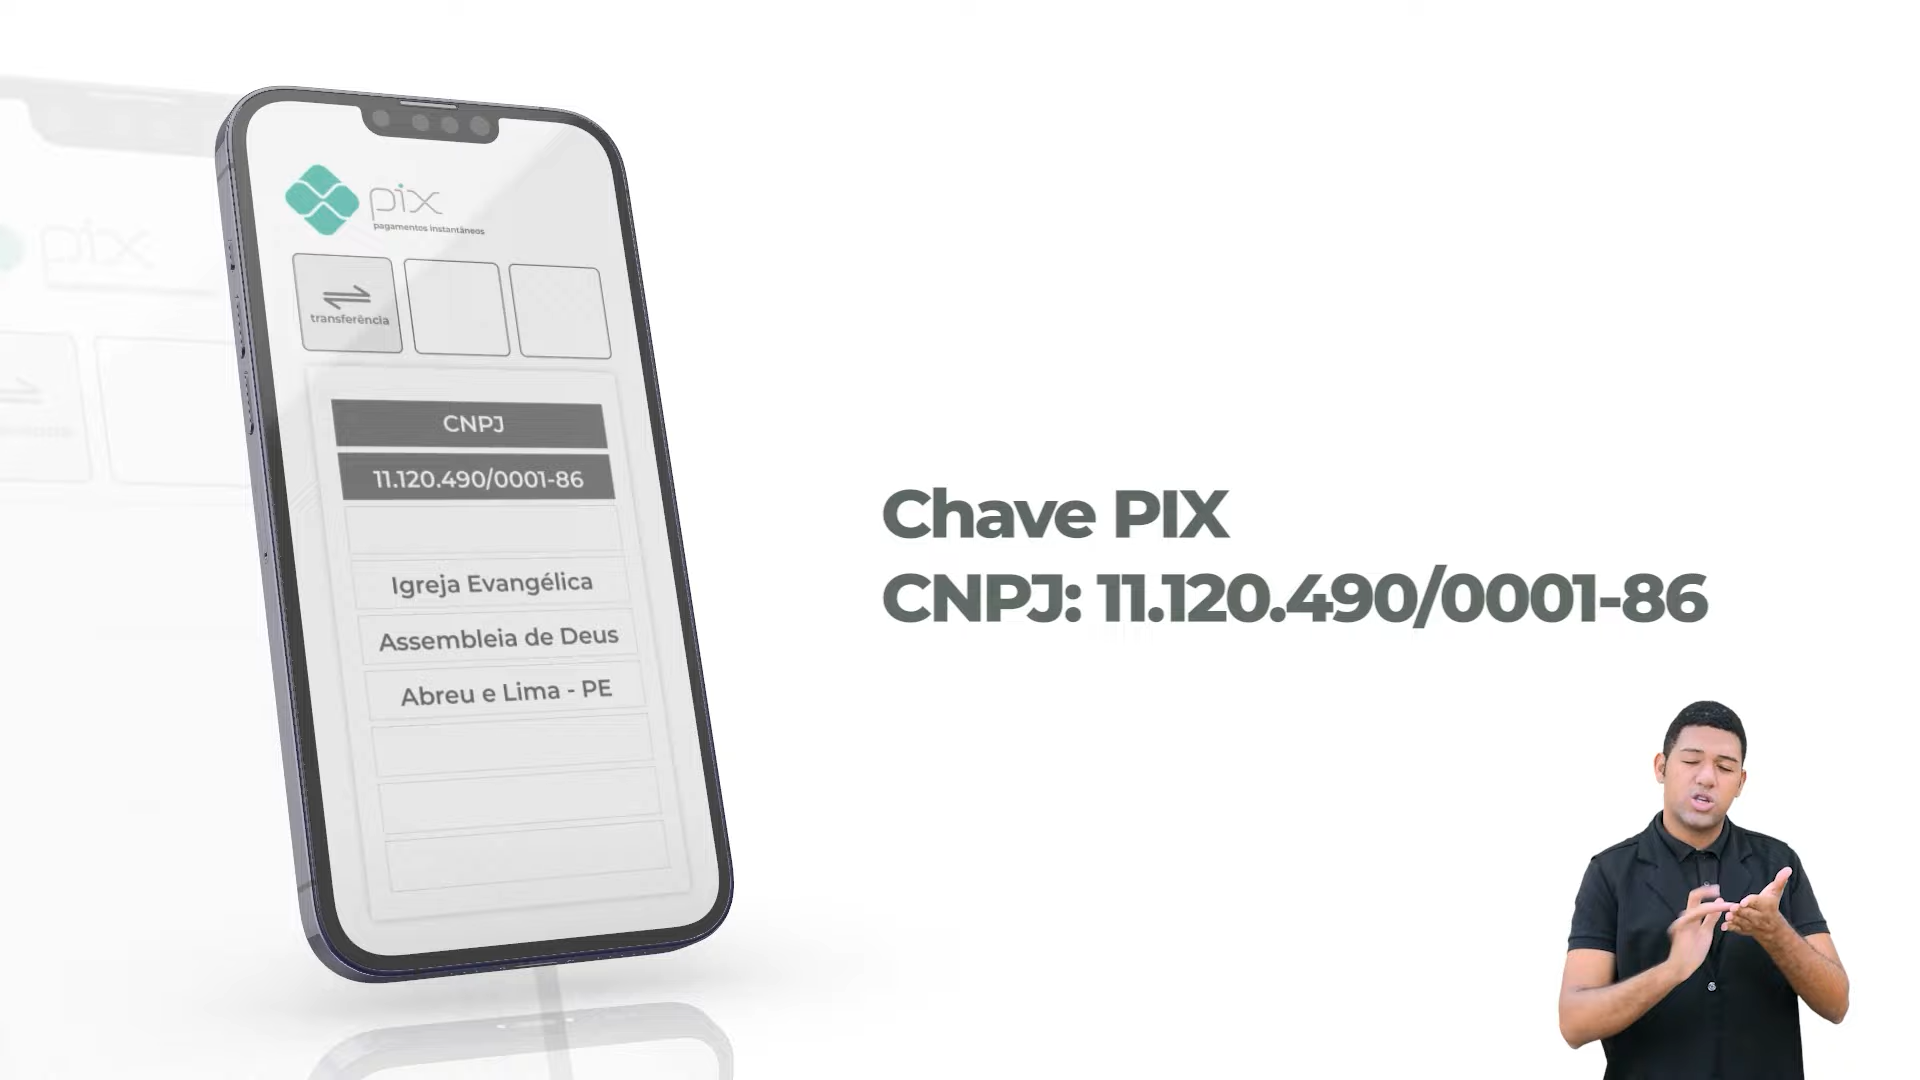 pix
pagamentos instantâneos
transferência
CNPJ
11.120.490/0001-86
Igreja Evangélica
Assembleia de Deus
Abreu e Lima - PE
Chave PIX
CNPJ: 11.120.490/0001-86
pix